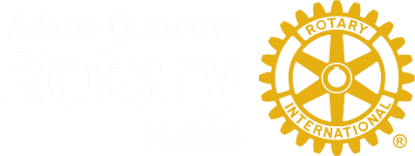 Adana Çukurova
Rotary
Kulübü
ROTARY
INTERNATIONAL
®